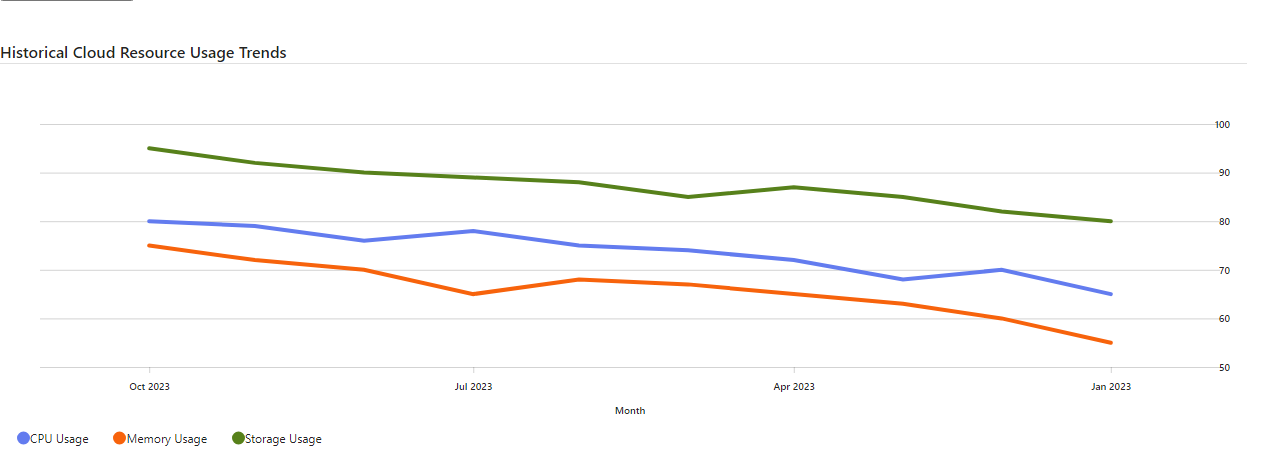 Historical Cloud Resource Usage Trends
100
90
80
70
60
50
Oct 2023 Jul 2023 Apr 2023 Jan 2023
Month
CPU Usage Memory Usage Storage Usage